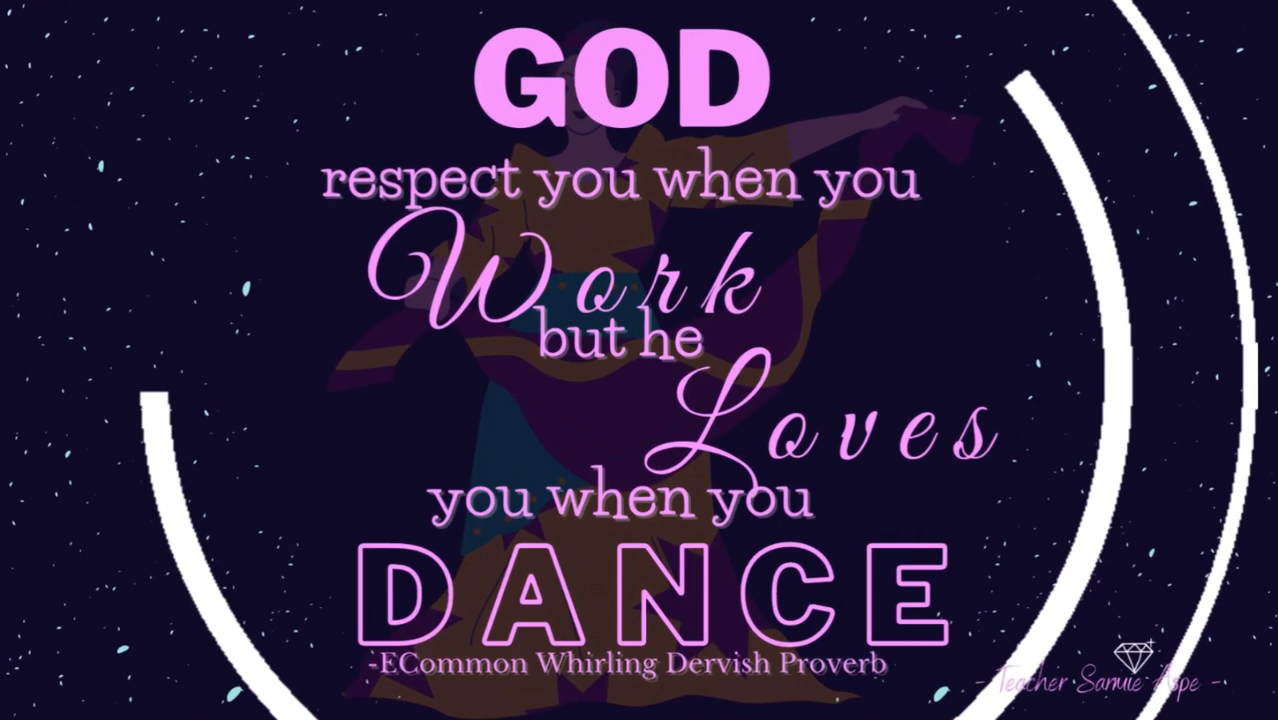 GOD
respect you when you
Work
but he
Loves
you when you
DANCE
-ECommon Whirling Dervish Proverb
- Teacher Samuie Aspe -